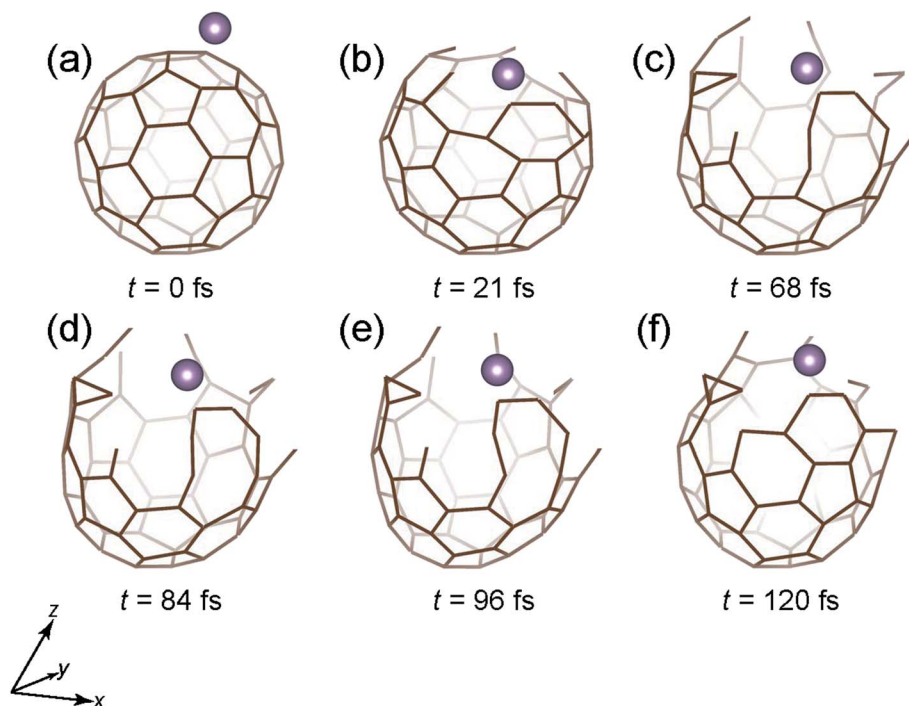 (a)
t = 0 fs
(b)
t = 21 fs
(c)
t = 68 fs
(d)
t = 84 fs
(e)
t = 96 fs
(f)
t = 120 fs
z
y
x